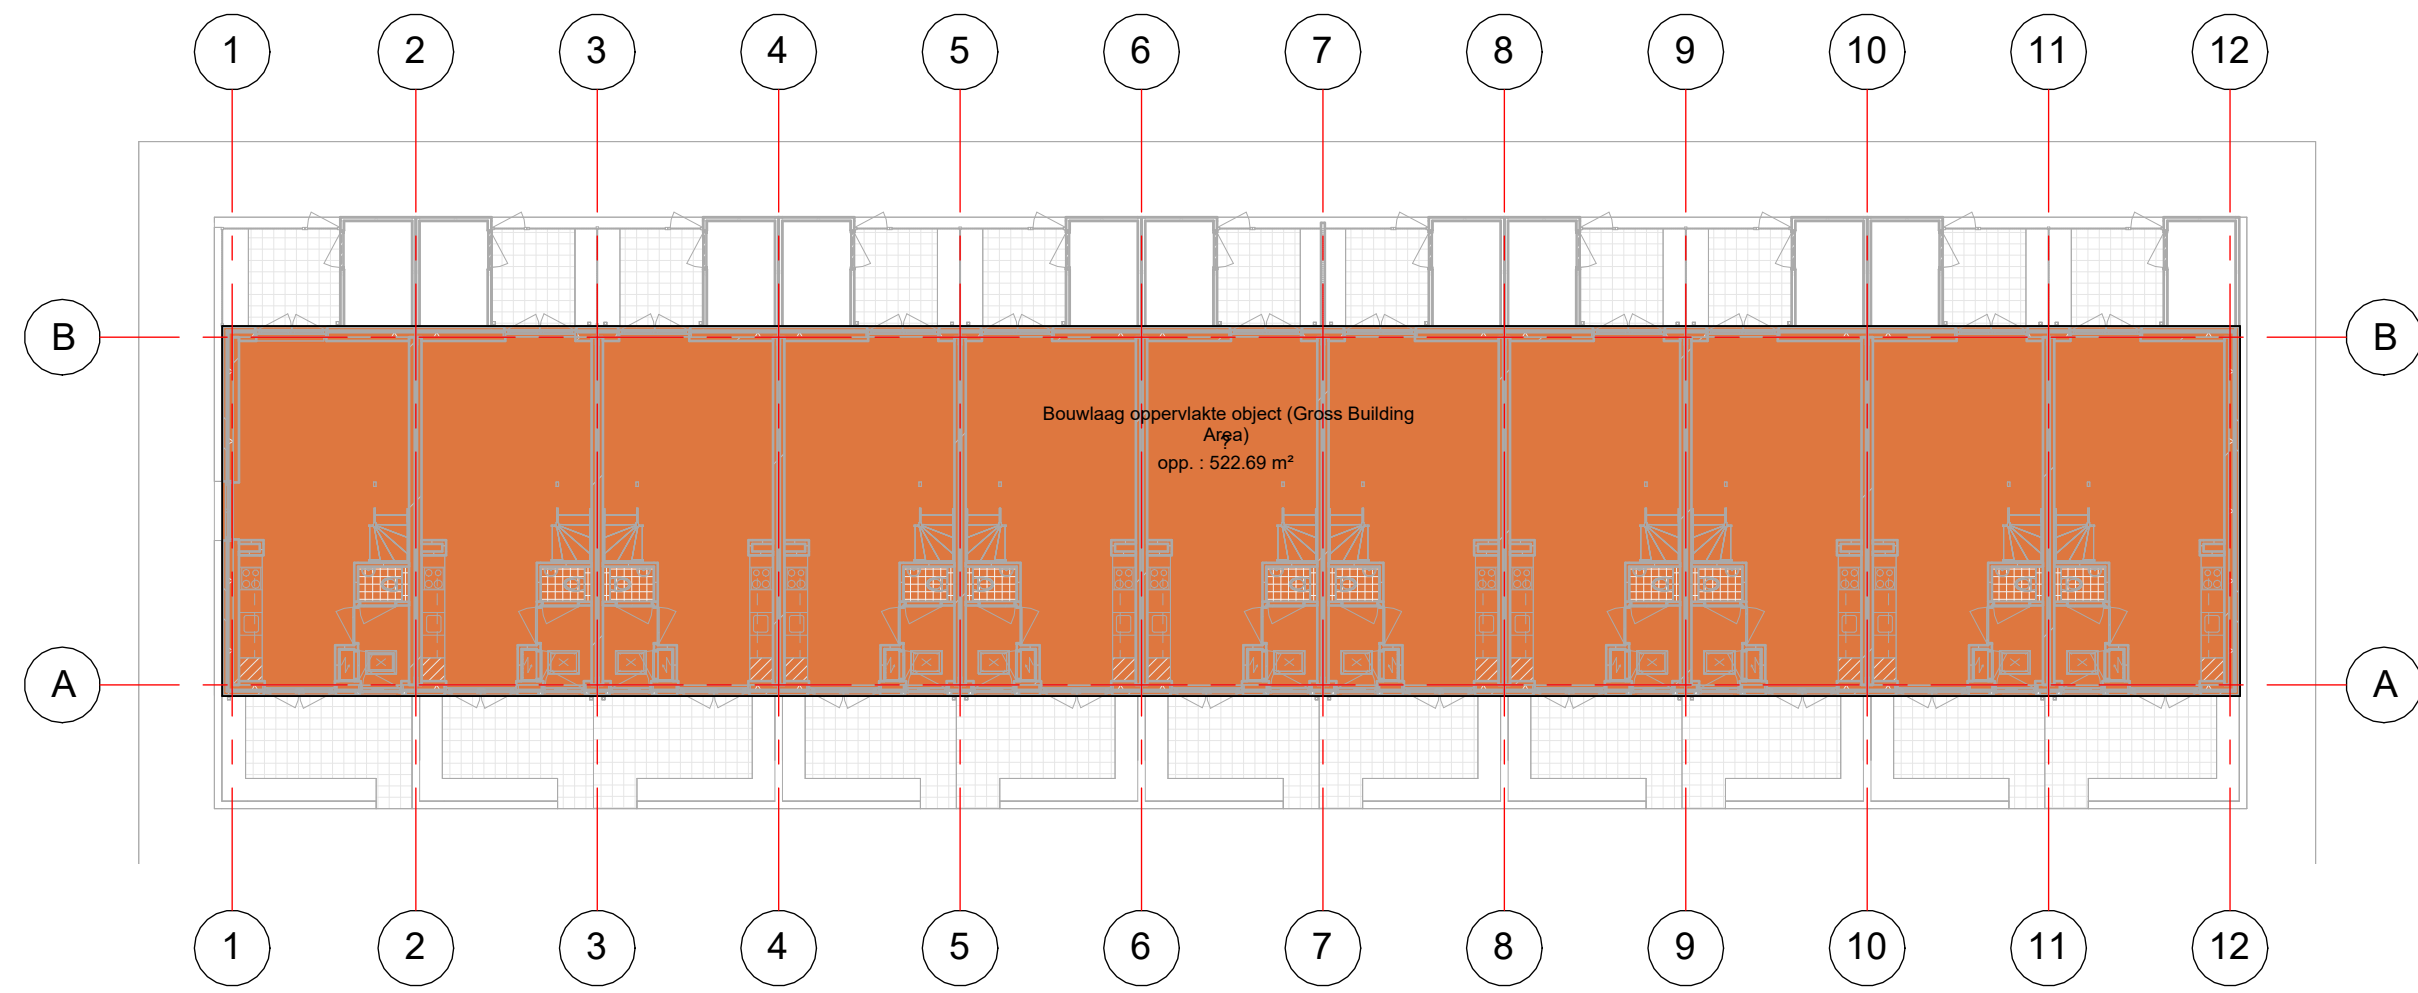 1 2 3 4 5 6 7 8 9 10 11 12
B B
Bouwlaag oppervlakte object (Gross Building
Area)
?
opp. : 522.69 m²
A A
1 2 3 4 5 6 7 8 9 10 11 12